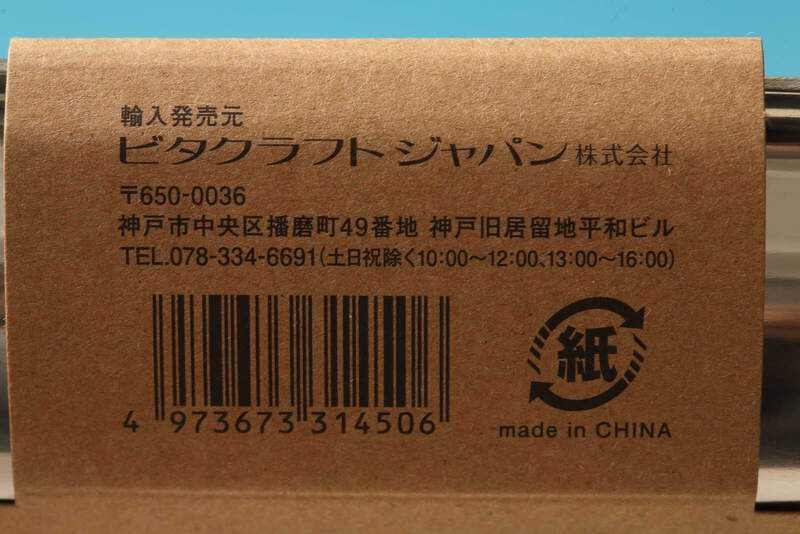 輸入発売元
ビタクラフトジャパン株式会社
〒650-0036
神戸市中央区播磨町49番地 神戸旧居留地平和ビル
TEL.078-334-6691(土日祝除く10:00〜12:00、13:00〜16:00)
4 973673 314506
紙
made in CHINA